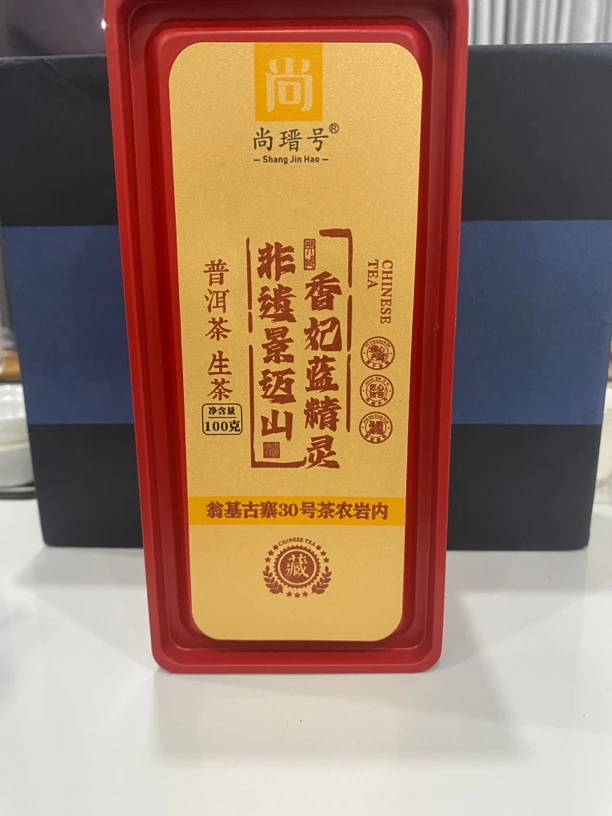 尚
尚瑨号®
Shang Jin Hao
CHINESE
TEA
香妃蓝精灵
非遗景迈山
普洱茶 生茶
净含量
100克
翁基古寨30号茶农岩内
CHINESE TEA
藏